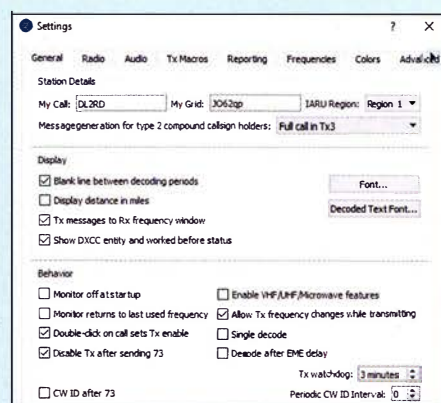 Settings ? ×
General Radio Audio Tx Macros Reporting Frequencies Colors Advanced
Station Details
My Call: DL2RD My Grid: JO62qp IARU Region: Region 1
Message generation for type 2 compound callsign holders: Full call in Tx3
Display
Blank line between decoding periods Font...
Display distance in miles
Decoded Text Font...
Tx messages to Rx frequency window
Show DXCC entity and worked before status
Behavior
Monitor off at startup Enable VHF/UHF/Microwave features
Monitor returns to last used frequency Allow Tx frequency changes while transmitting
Double-click on call sets Tx enable Single decode
Disable Tx after sending 73 Decode after EME delay
Tx watchdog: 3 minutes
CW ID after 73 Periodic CW ID Interval: 0